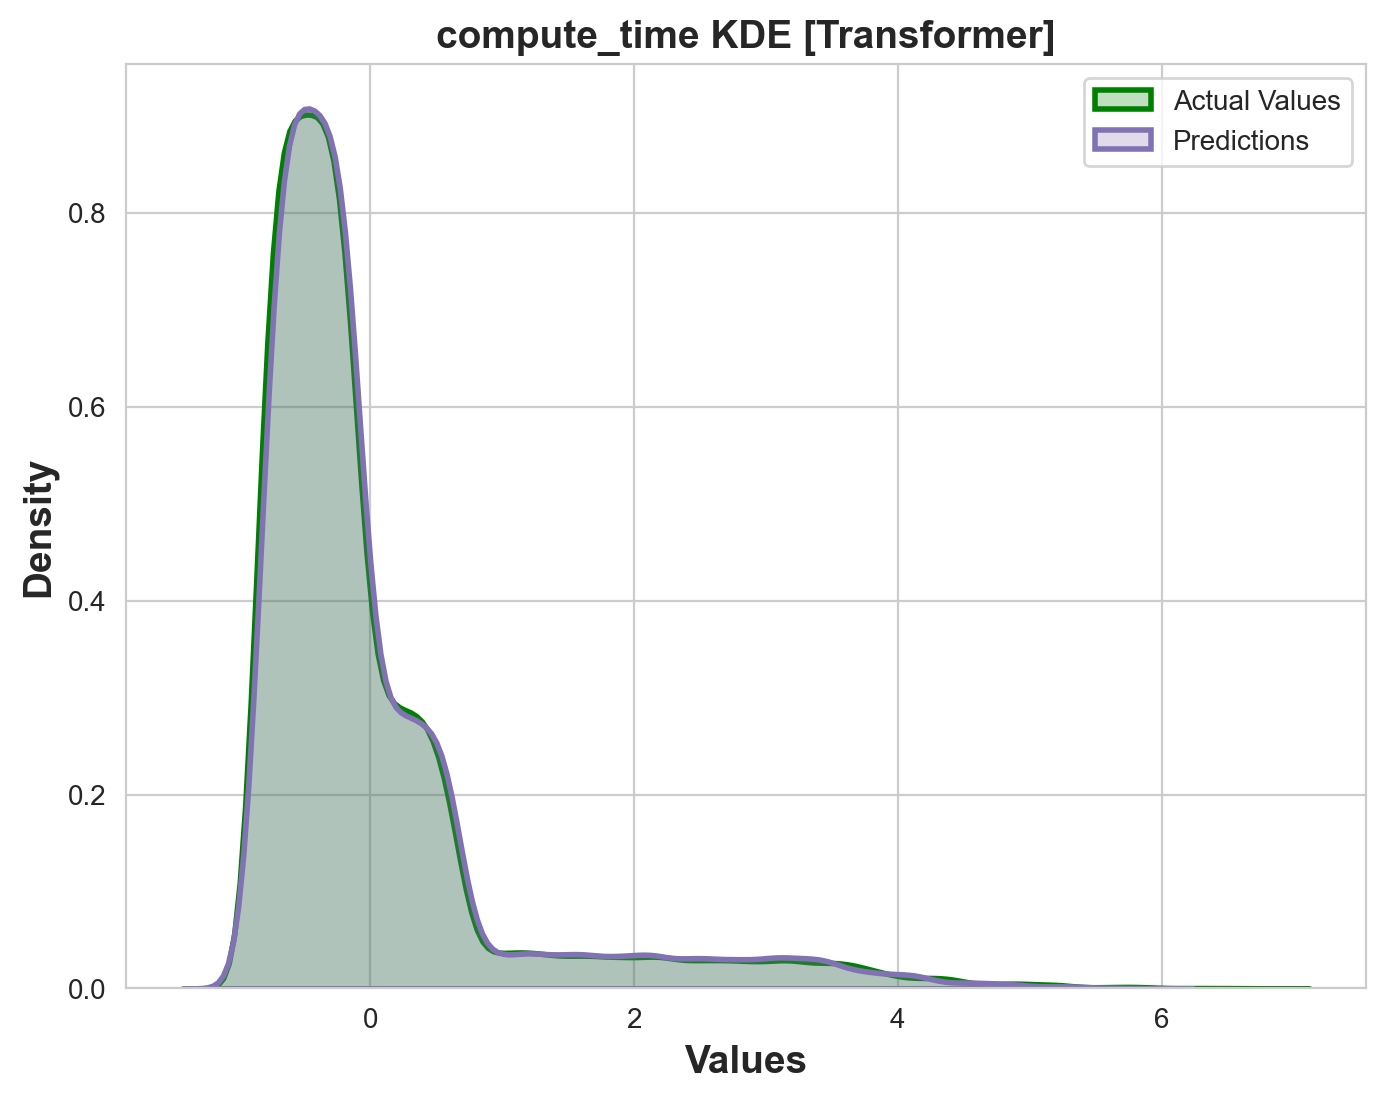 compute_time KDE [Transformer]
Actual Values
Predictions
0.8
0.6
0.4
0.2
0.0
Density
0
2
4
6
Values